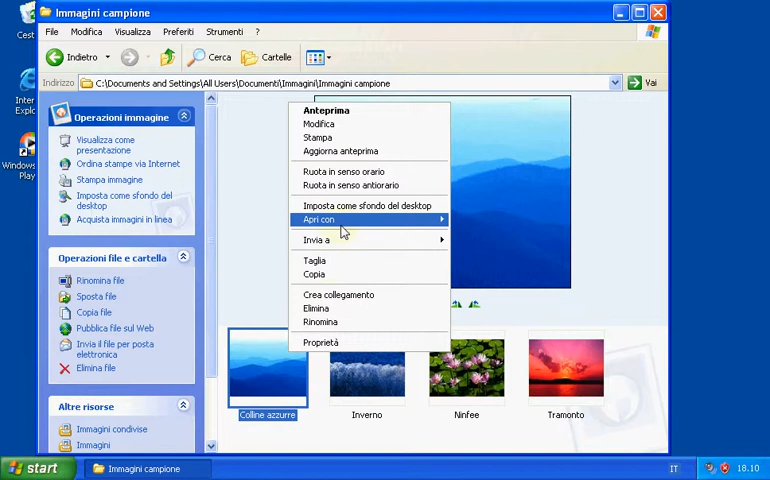 Immagini campione
Cest
Inter
Explo
Windows
Play
File Modifica Visualizza Preferiti Strumenti ?
Indietro Cerca Cartelle
Indirizzo C:\Documents and Settings\All Users\Documenti\Immagini\Immagini campione Vai
Operazioni immagine
Visualizza come
presentazione
Ordina stampe via Internet
Stampa immagine
Imposta come sfondo del
desktop
Acquista immagini in linea
Operazioni file e cartella
Rinomina file
Sposta file
Copia file
Pubblica file sul Web
Invia il file per posta
elettronica
Elimina file
Altre risorse
Immagini condivise
Immagini
Anteprima
Modifica
Stampa
Aggiorna anteprima
Ruota in senso orario
Ruota in senso antiorario
Imposta come sfondo del desktop
Apri con
Invia a
Taglia
Copia
Crea collegamento
Elimina
Rinomina
Proprietà
Colline azzurre Inverno Ninfee Tramonto
start Immagini campione IT 18.10